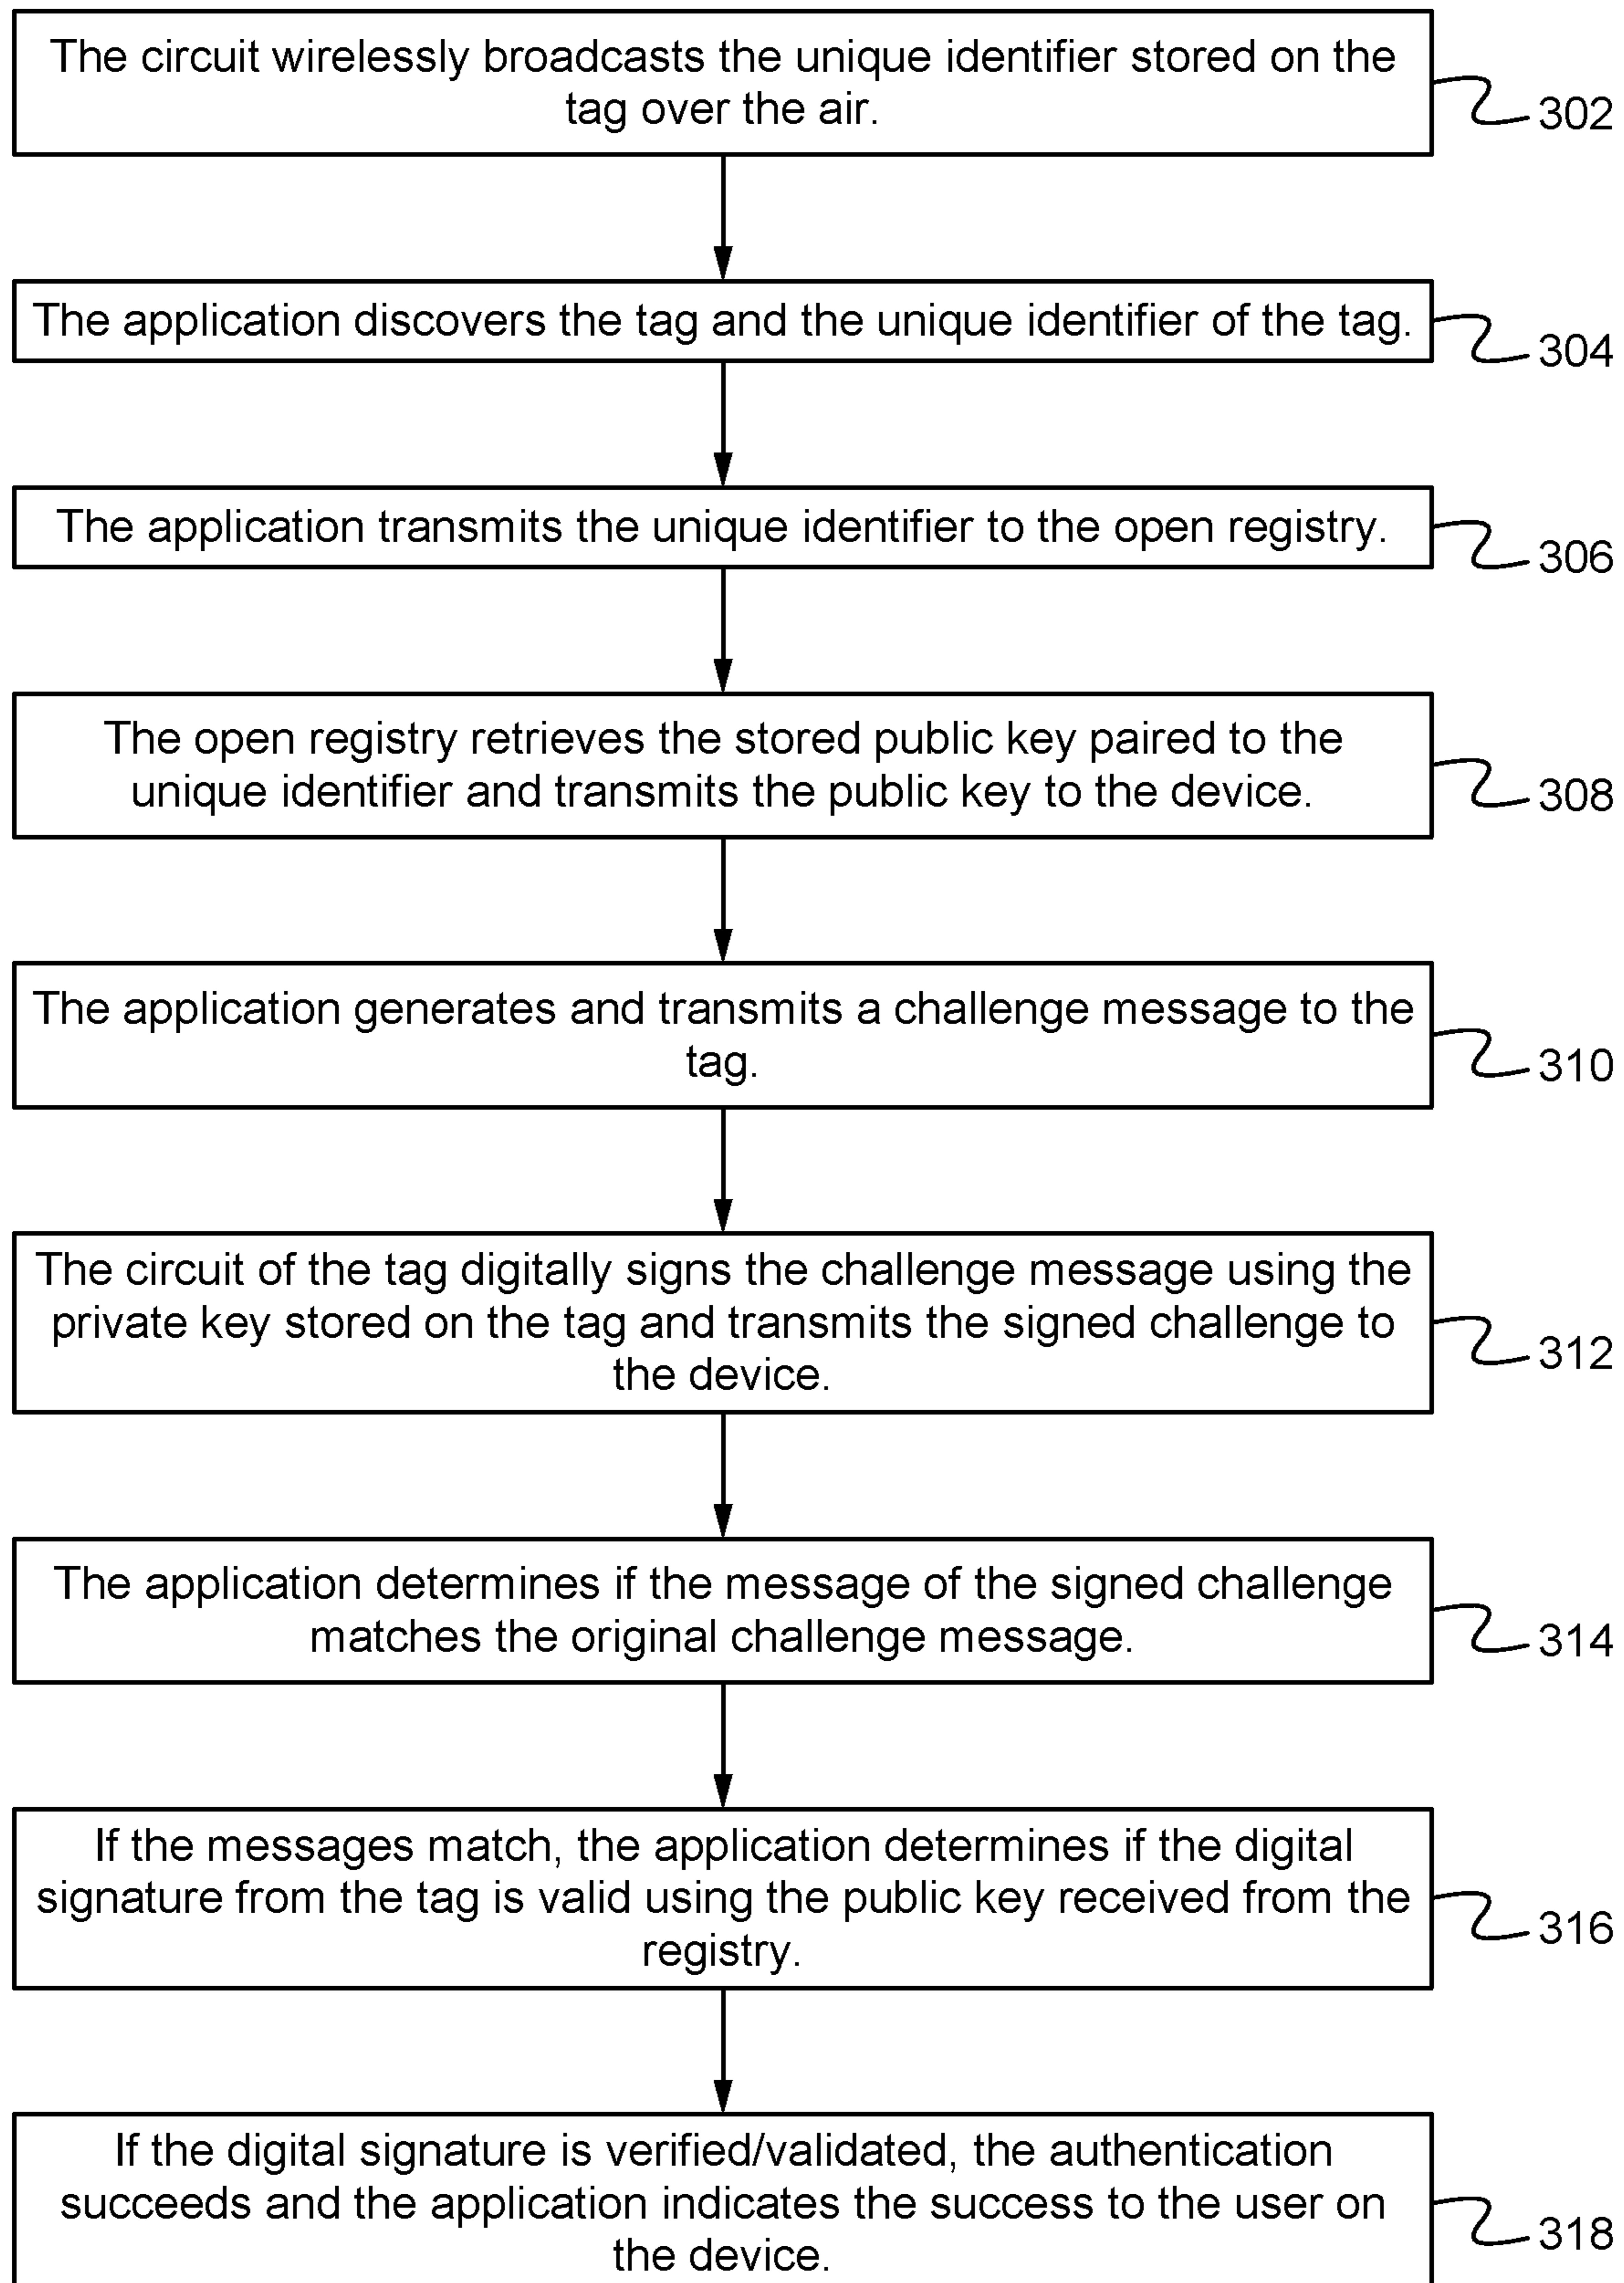 The circuit wirelessly broadcasts the unique identifier stored on the
tag over the air.
302
The application discovers the tag and the unique identifier of the tag.
304
The application transmits the unique identifier to the open registry.
306
The open registry retrieves the stored public key paired to the
unique identifier and transmits the public key to the device.
308
The application generates and transmits a challenge message to the
tag.
310
The circuit of the tag digitally signs the challenge message using the
private key stored on the tag and transmits the signed challenge to
the device.
312
The application determines if the message of the signed challenge
matches the original challenge message.
314
If the messages match, the application determines if the digital
signature from the tag is valid using the public key received from the
registry.
316
If the digital signature is verified/validated, the authentication
succeeds and the application indicates the success to the user on
the device.
318